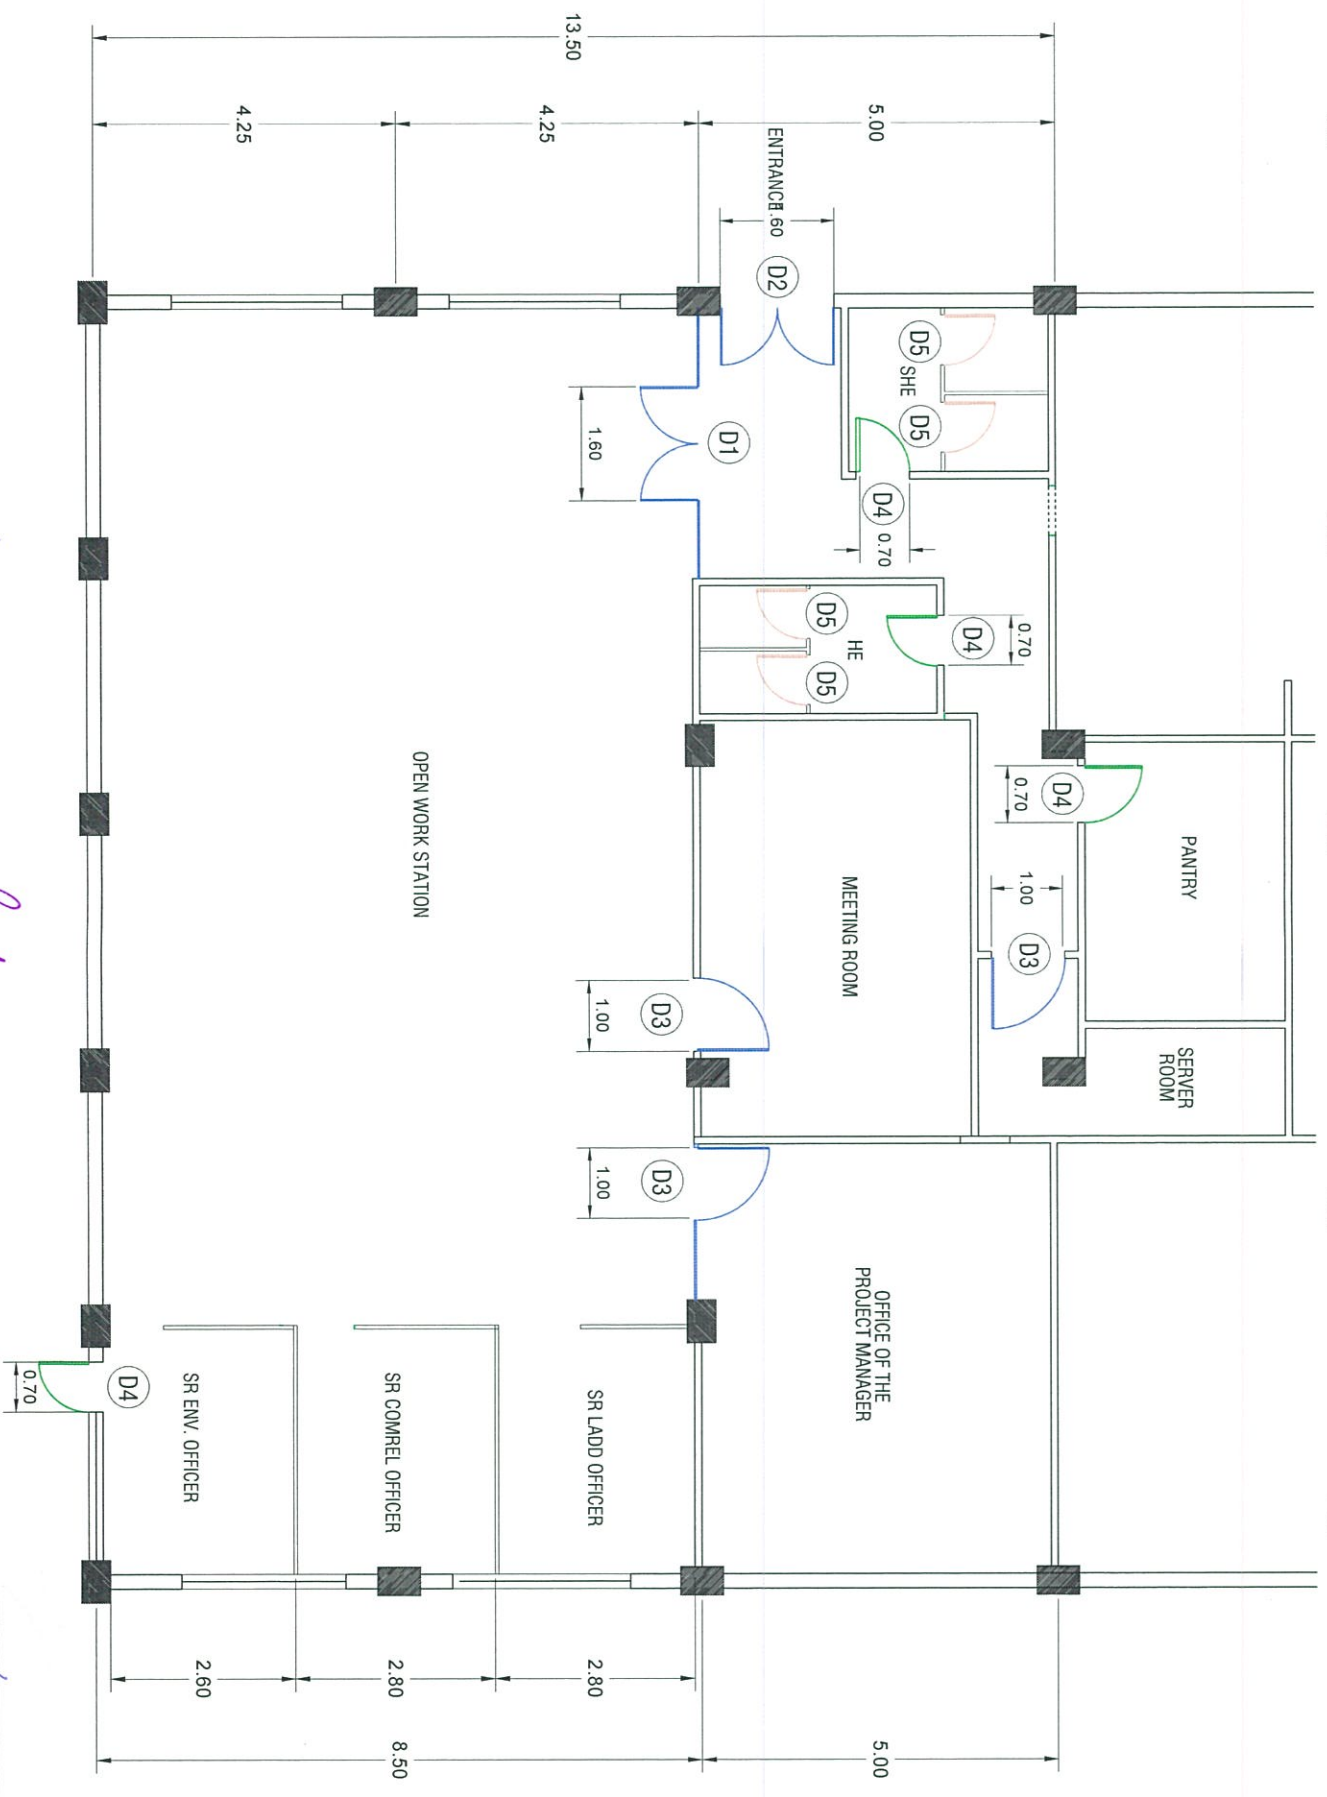 13.50
5.00
4.25
4.25
ENTRANCE
1.60
D2
D5
SHE
D5
D1
1.60
D4
0.70
D5
HE
D5
D4
0.70
D4
0.70
PANTRY
MEETING ROOM
OPEN WORK STATION
1.00
D3
SERVER
ROOM
D3
1.00
D3
1.00
OFFICE OF THE
PROJECT MANAGER
SR LADD OFFICER
SR COMREL OFFICER
SR ENV. OFFICER
D4
0.70
2.80
2.80
2.60
5.00
8.50